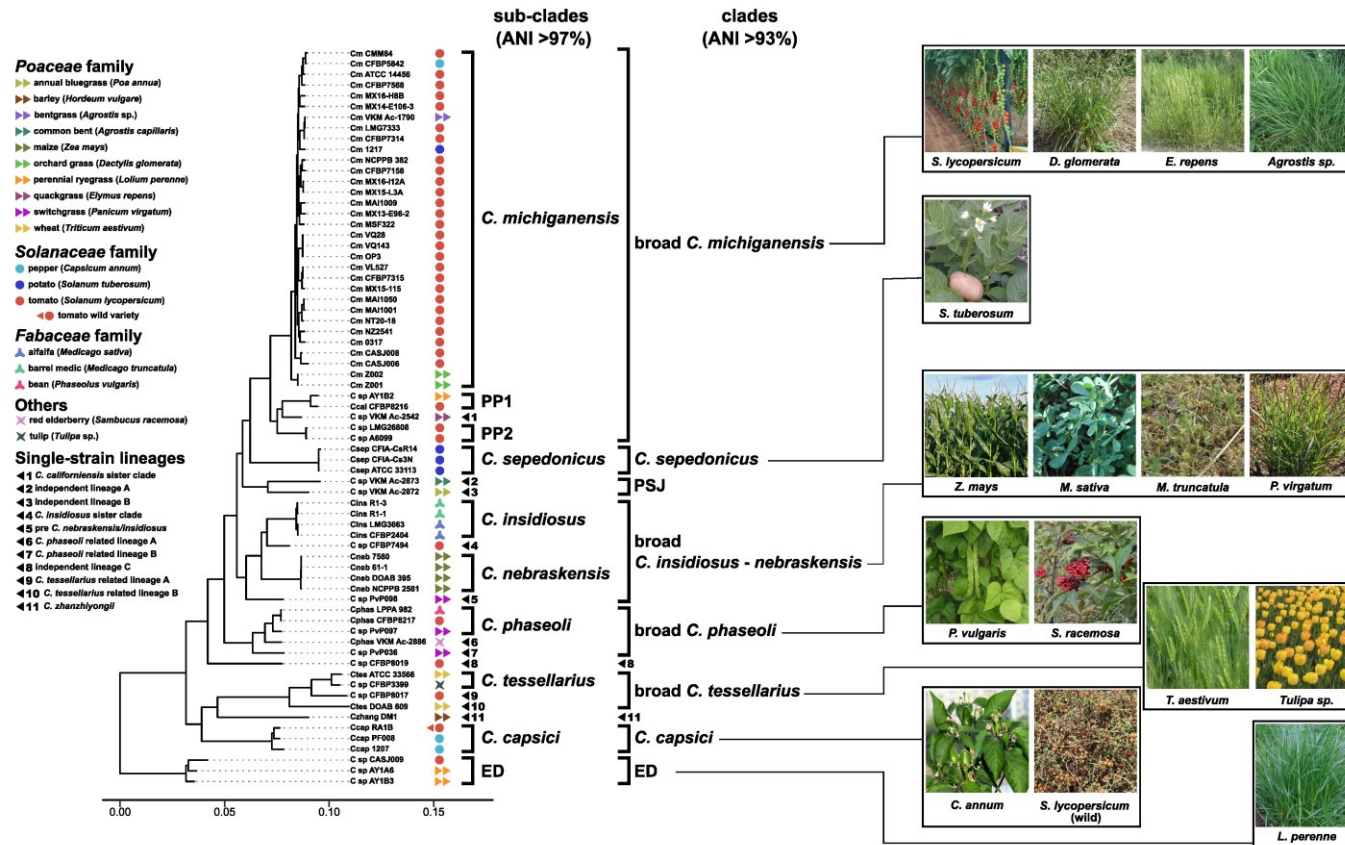 sub-clades
(ANI >97%)
clades
(ANI >93%)
Poaceae family
annual bluegrass (Poa annua)
barley (Hordeum vulgare)
bentgrass (Agrostis sp.)
common bent (Agrostis capillaris)
maize (Zea mays)
orchard grass (Dactylis glomerata)
perennial ryegrass (Lolium perenne)
quackgrass (Elymus repens)
switchgrass (Panicum virgatum)
wheat (Triticum aestivum)
Solanaceae family
pepper (Capsicum annum)
potato (Solanum tuberosum)
tomato (Solanum lycopersicum)
tomato wild variety
Fabaceae family
alfalfa (Medicago sativa)
barrel medic (Medicago truncatula)
bean (Phaseolus vulgaris)
Others
red elderberry (Sambucus racemosa)
tulip (Tulipa sp.)
Single-strain lineages
1 C. californiensis sister clade
2 independent lineage A
3 independent lineage B
4 C. insidiosus sister clade
5 pre C. nebraskensis/insidiosus
6 C. phaseoli related lineage A
7 C. phaseoli related lineage B
8 independent lineage C
9 C. tessellarius related lineage A
10 C. tessellarius related lineage B
11 C. zhanzhiyongii
Cm CMM84
Cm CFBP5842
Cm ATCC 14456
Cm CFBP7568
Cm MX16-H8B
Cm MX14-E106-3
Cm VKM Ac-1790
Cm LMG7333
Cm CFBP7314
Cm 1217
Cm NCPPB 382
Cm CFBP7158
Cm MX16-I12A
Cm MX15-L3A
Cm MAI1009
Cm MX13-E96-2
Cm MSF322
Cm VQ28
Cm VQ143
Cm OP3
Cm VL527
Cm CFBP7315
Cm MX15-115
Cm MAI1050
Cm MAI1001
Cm NT20-18
Cm NZ2541
Cm 0317
Cm CASJ008
Cm CASJ006
Cm Z002
Cm Z001
C sp AY1B2
Ccal CFBP8216
C sp VKM Ac-2542
C sp LMG26808
C sp A6099
Csep CFIA-CsR14
Csep CFIA-Cs3N
Csep ATCC 33113
C sp VKM Ac-2873
C sp VKM Ac-2872
Cins R1-3
Cins R1-1
Cins LMG3663
Cins CFBP2404
C sp CFBP7494
Cneb 7580
Cneb 61-1
Cneb DOAB 395
Cneb NCPPB 2581
C sp PvP098
Cphas LPPA 982
Cphas CFBP8217
C sp PvP097
Cphas VKM Ac-2886
C sp PvP036
C sp CFBP8019
Ctes ATCC 33566
C sp CFBP3399
C sp CFBP8017
Ctes DOAB 609
Czhang DM1
Ccap RA1B
Ccap PF008
Ccap 1207
C sp CASJ009
C sp AY1A6
C sp AY1B3
0.00 0.05 0.10 0.15
C. michiganensis
PP1
1
PP2
C. sepedonicus
2
3
C. insidiosus
4
C. nebraskensis
5
C. phaseoli
6
7
8
C. tessellarius
9
10
11
C. capsici
ED
broad C. michiganensis
C. sepedonicus
PSJ
broad
C. insidiosus - nebraskensis
broad C. phaseoli
8
broad C. tessellarius
11
C. capsici
ED
S. lycopersicum
D. glomerata
E. repens
Agrostis sp.
S. tuberosum
Z. mays
M. sativa
M. truncatula
P. virgatum
P. vulgaris
S. racemosa
T. aestivum
Tulipa sp.
C. annum
S. lycopersicum
(wild)
L. perenne